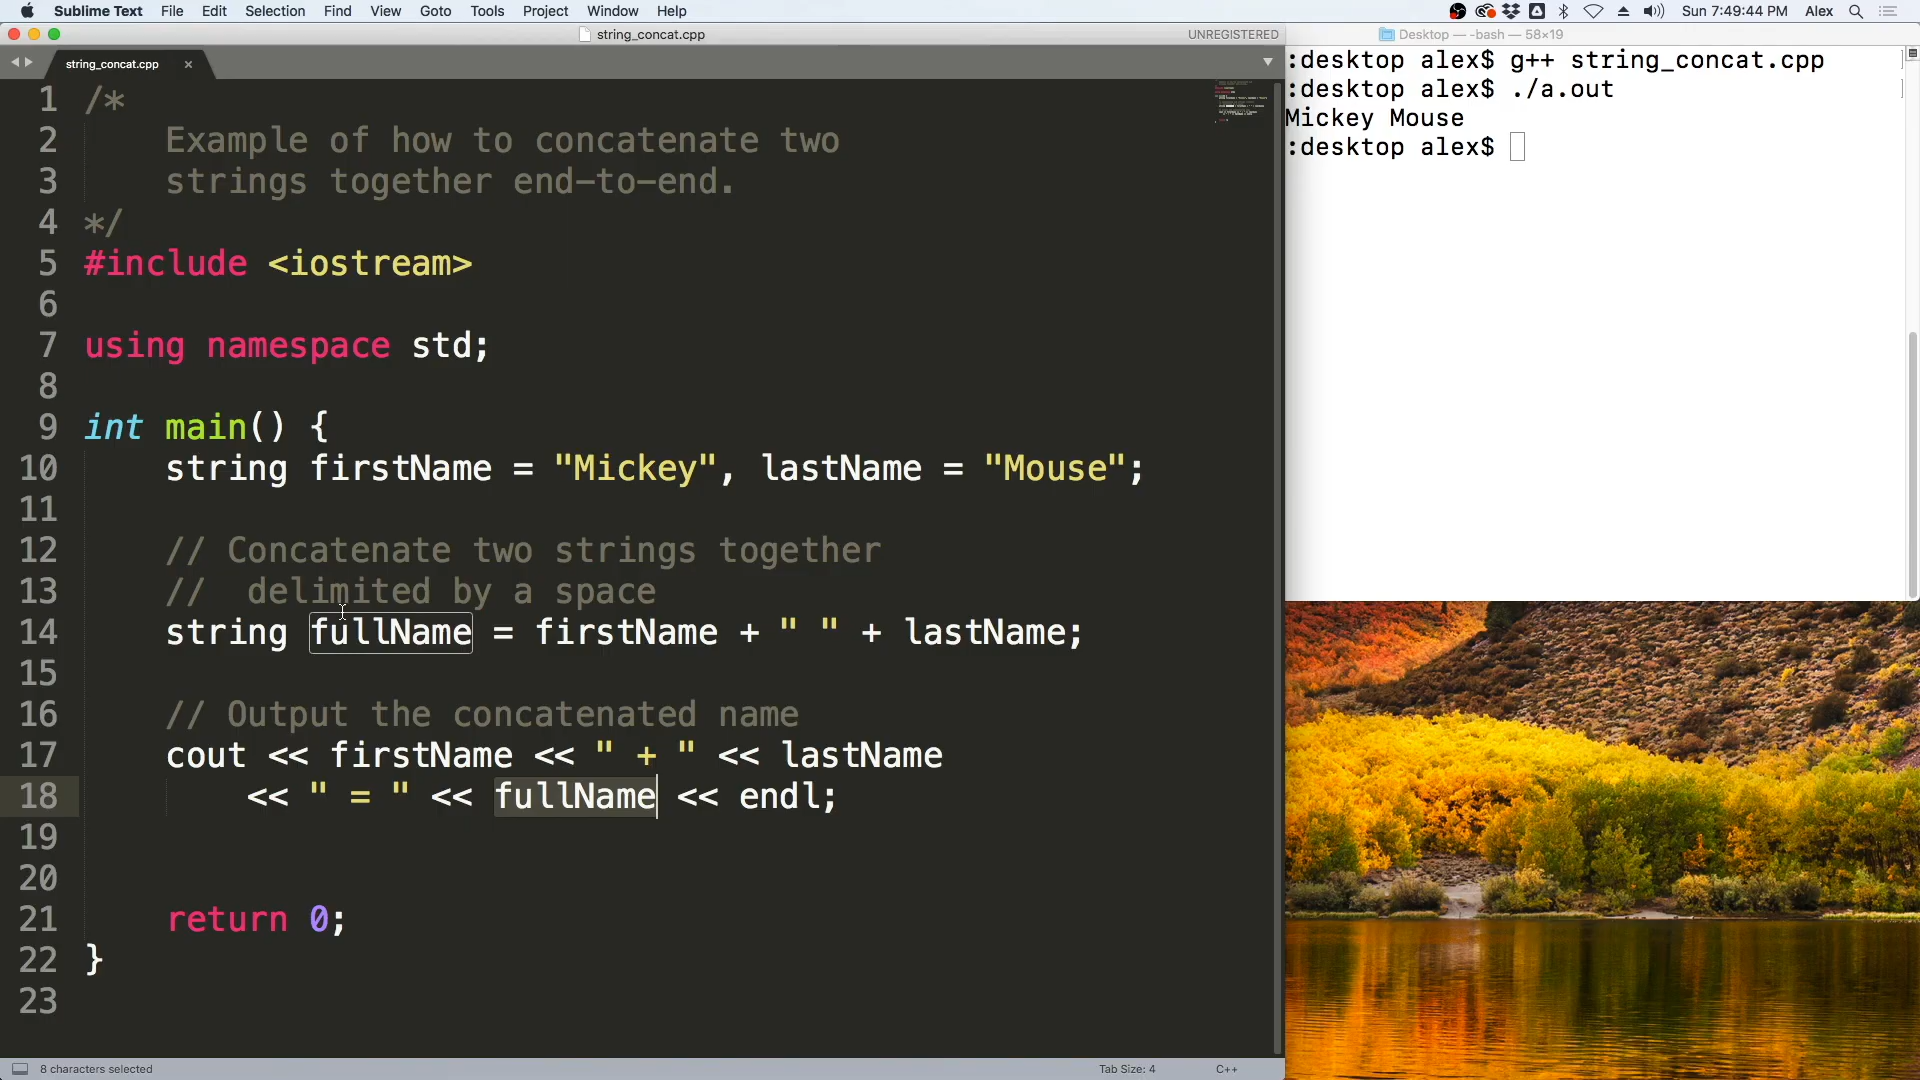 Sublime Text File Edit Selection Find View Goto Tools Project Window Help Sun 7:49:44 PM Alex
string_concat.cpp UNREGISTERED
string_concat.cpp ×
1 /*
2 Example of how to concatenate two
3 strings together end-to-end.
4 */
5 #include <iostream>
6
7 using namespace std;
8
9 int main() {
10 string firstName = "Mickey", lastName = "Mouse";
11
12 // Concatenate two strings together
13 // delimited by a space
14 string fullName = firstName + " " + lastName;
15
16 // Output the concatenated name
17 cout << firstName << " + " << lastName
18 << " = " << fullName << endl;
19
20
21 return 0;
22 }
23
8 characters selected Tab Size: 4 C++
Desktop — -bash — 58×19
:desktop alex$ g++ string_concat.cpp
:desktop alex$ ./a.out
Mickey Mouse
:desktop alex$